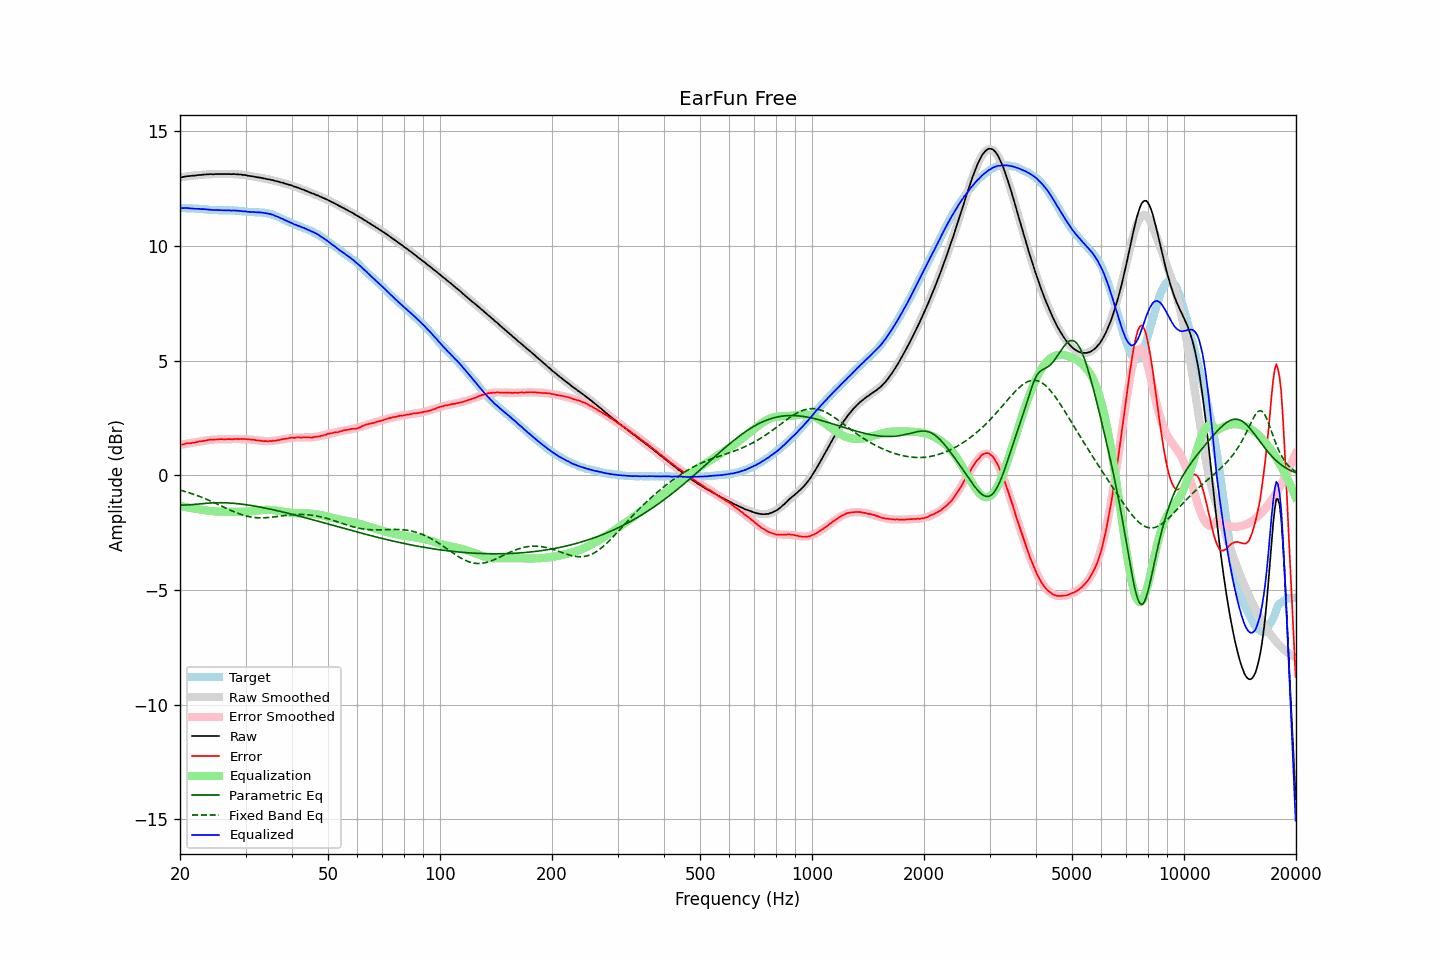 EarFun Free
Amplitude (dBr)
15
10
5
0
−5
−10
−15
Target
Raw Smoothed
Error Smoothed
Raw
Error
Equalization
Parametric Eq
Fixed Band Eq
Equalized
20 50 100 200 500 1000 2000 5000 10000 20000
Frequency (Hz)